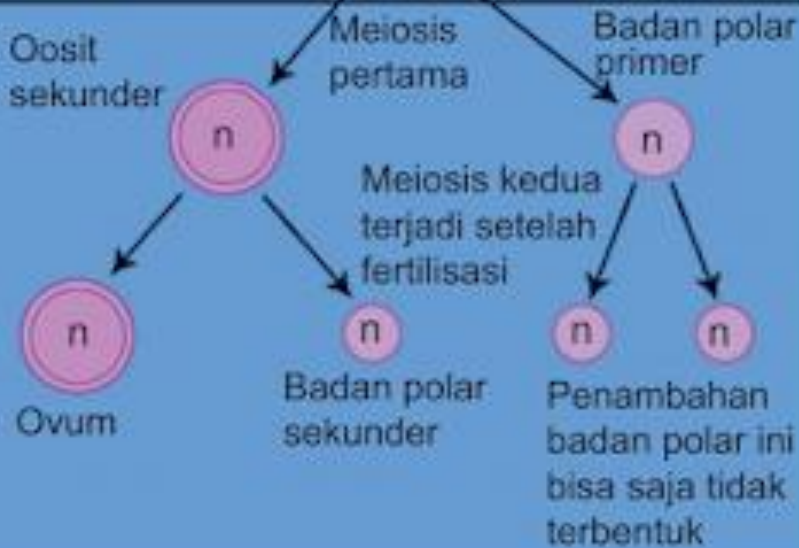 Oosit
sekunder
Meiosis
pertama
Badan polar
primer
n
n
Meiosis kedua
terjadi setelah
fertilisasi
n
n
n
n
Ovum
Badan polar
sekunder
Penambahan
badan polar ini
bisa saja tidak
terbentuk